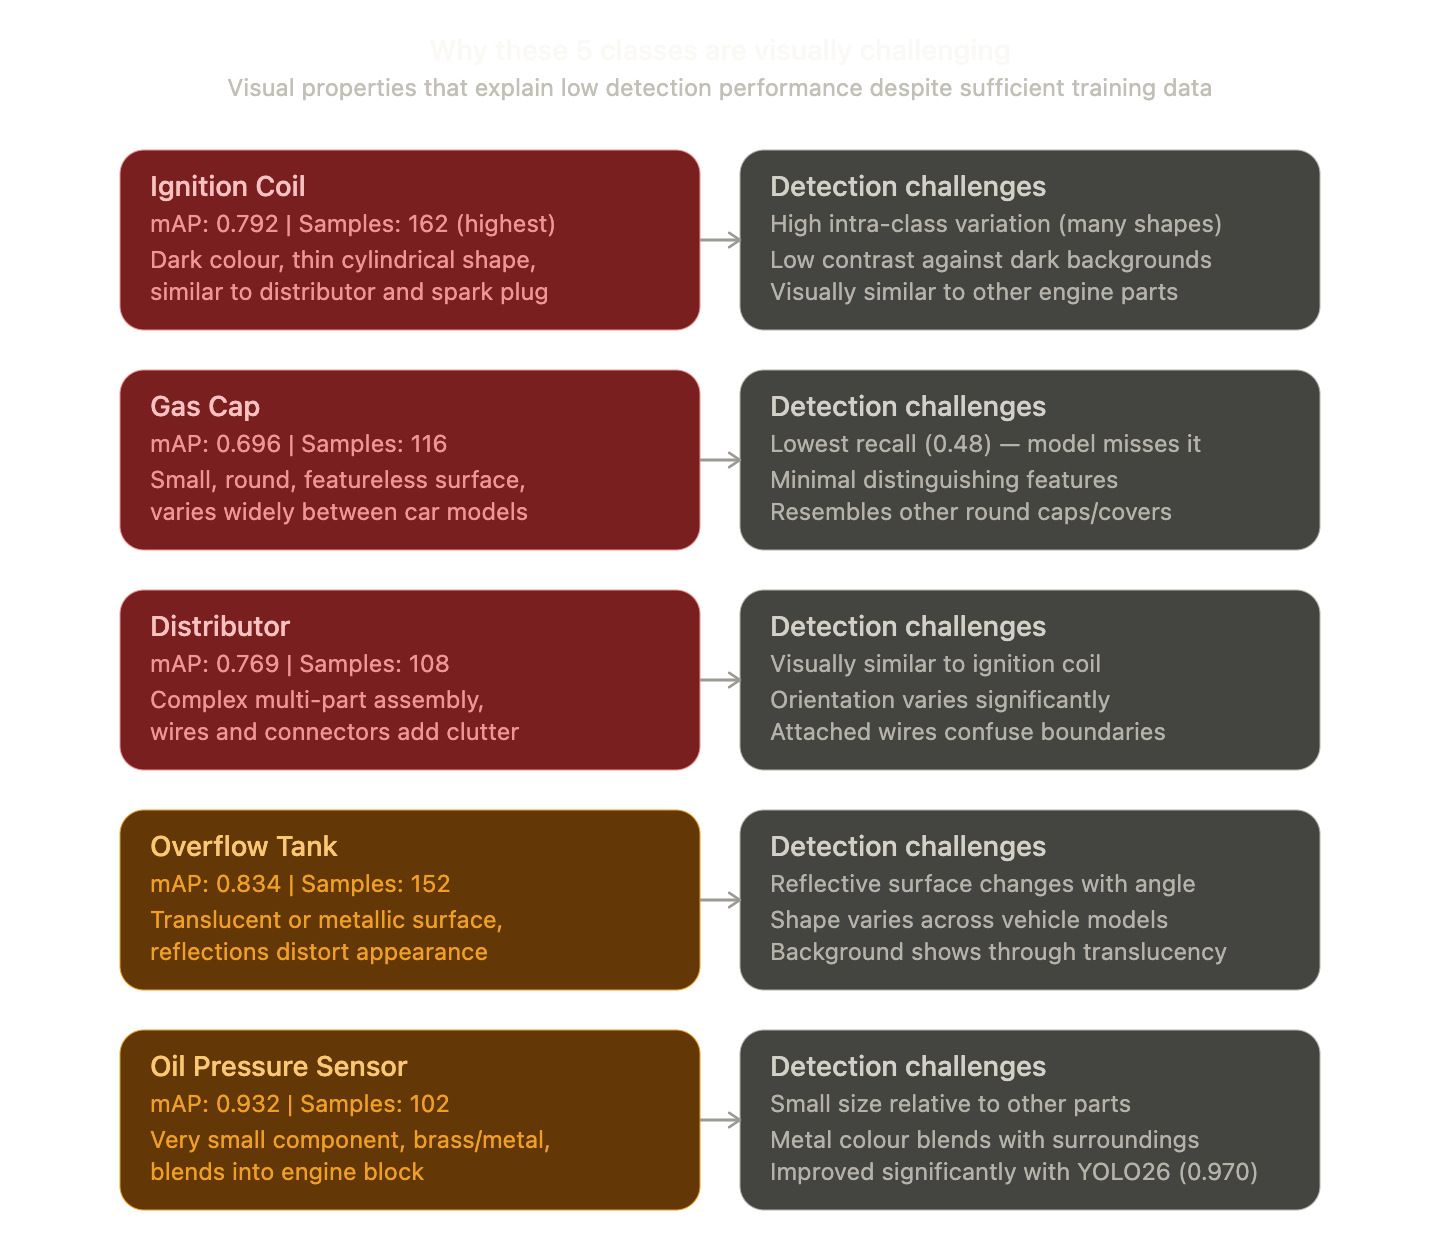 Why these 5 classes are visually challenging
Visual properties that explain low detection performance despite sufficient training data
Ignition Coil
mAP: 0.792 | Samples: 162 (highest)
Dark colour, thin cylindrical shape,
similar to distributor and spark plug
Detection challenges
High intra-class variation (many shapes)
Low contrast against dark backgrounds
Visually similar to other engine parts
Gas Cap
mAP: 0.696 | Samples: 116
Small, round, featureless surface,
varies widely between car models
Detection challenges
Lowest recall (0.48) — model misses it
Minimal distinguishing features
Resembles other round caps/covers
Distributor
mAP: 0.769 | Samples: 108
Complex multi-part assembly,
wires and connectors add clutter
Detection challenges
Visually similar to ignition coil
Orientation varies significantly
Attached wires confuse boundaries
Overflow Tank
mAP: 0.834 | Samples: 152
Translucent or metallic surface,
reflections distort appearance
Detection challenges
Reflective surface changes with angle
Shape varies across vehicle models
Background shows through translucency
Oil Pressure Sensor
mAP: 0.932 | Samples: 102
Very small component, brass/metal,
blends into engine block
Detection challenges
Small size relative to other parts
Metal colour blends with surroundings
Improved significantly with YOLO26 (0.970)